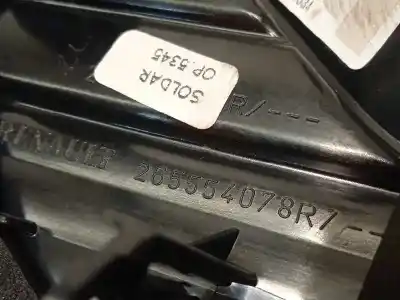 SOLDAR
OP.5345
R/---
RENAULT 265554078R/--